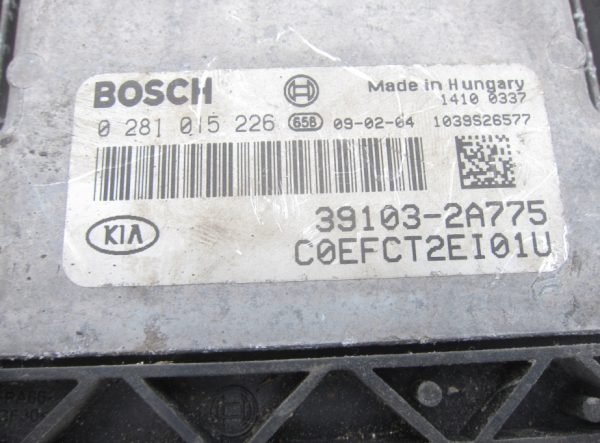 BOSCH
Made in Hungary
1410 0337
0 281 015 226 658 09-02-04 1039S26577
KIA
39103-2A775
C0EFCT2EI01U